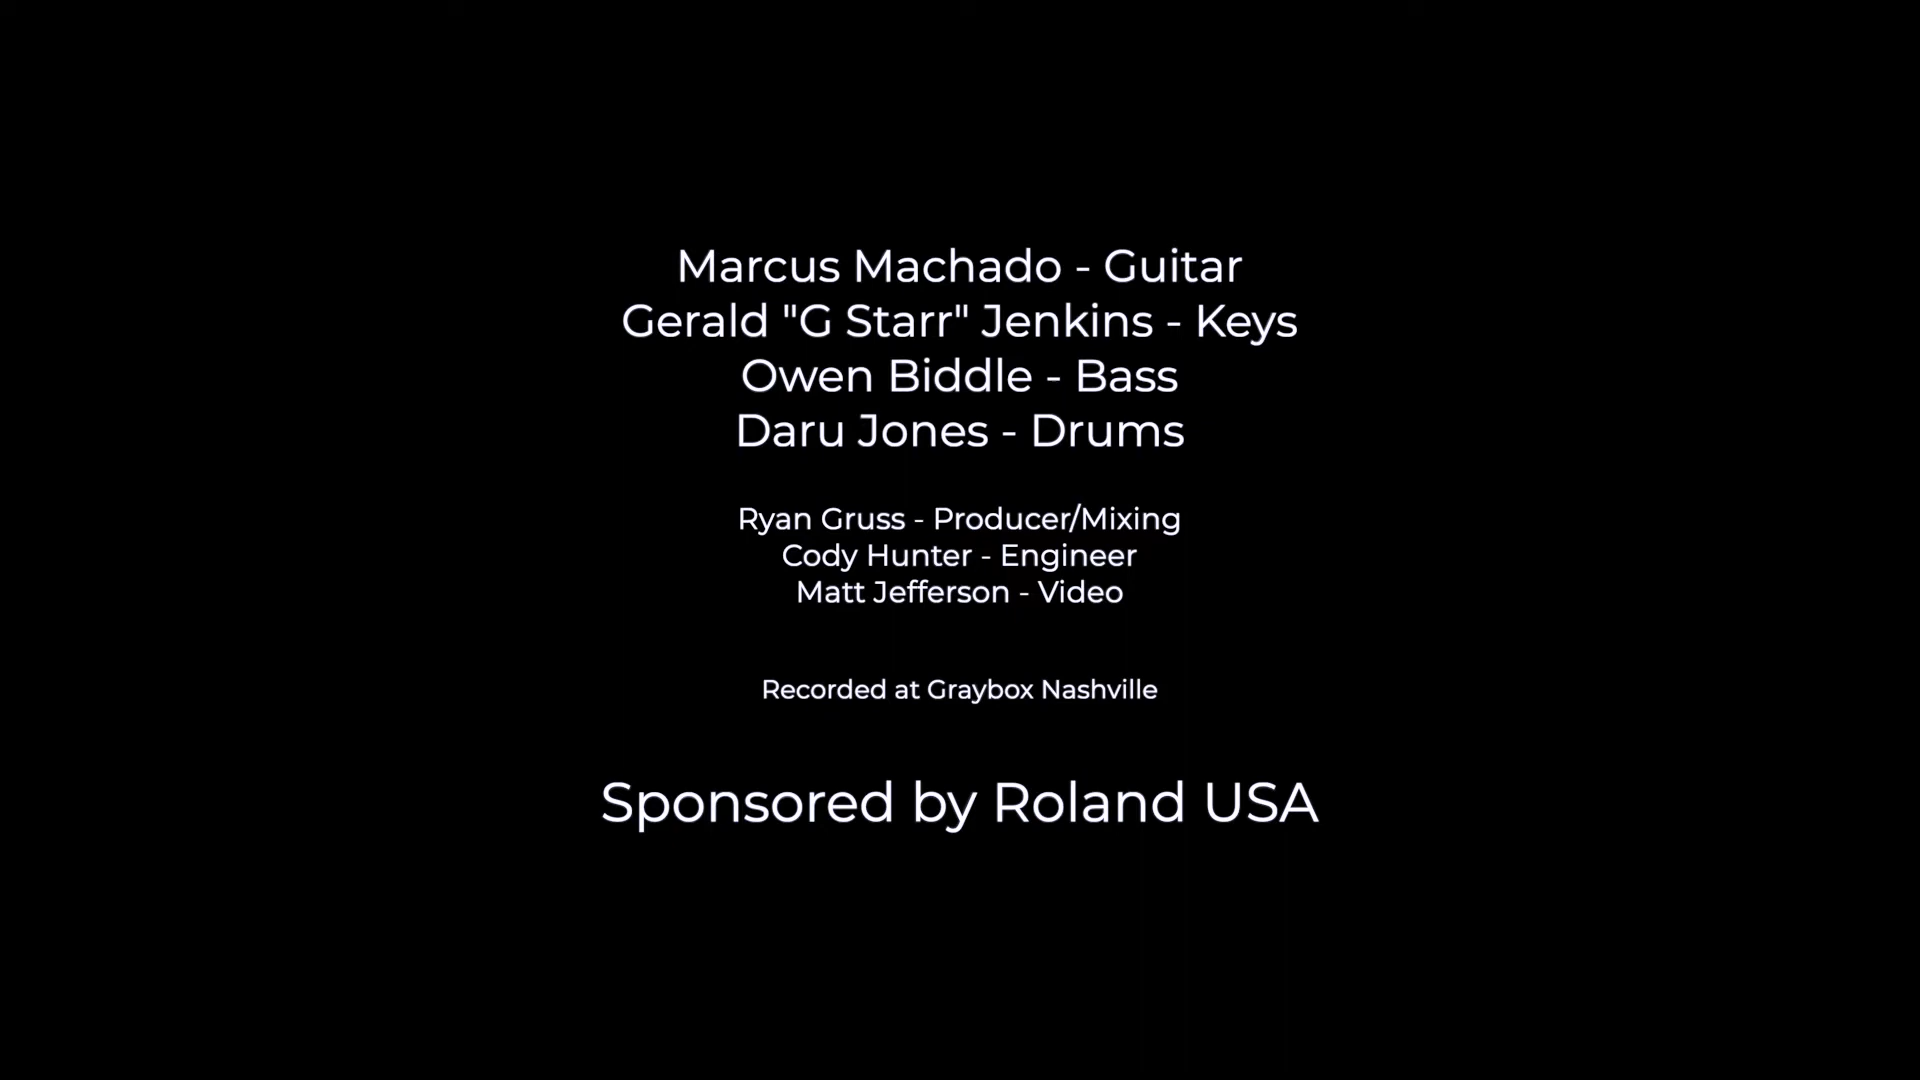 Marcus Machado - Guitar
Gerald "G Starr" Jenkins - Keys
Owen Biddle - Bass
Daru Jones - Drums
Ryan Gruss - Producer/Mixing
Cody Hunter - Engineer
Matt Jefferson - Video
Recorded at Graybox Nashville
Sponsored by Roland USA